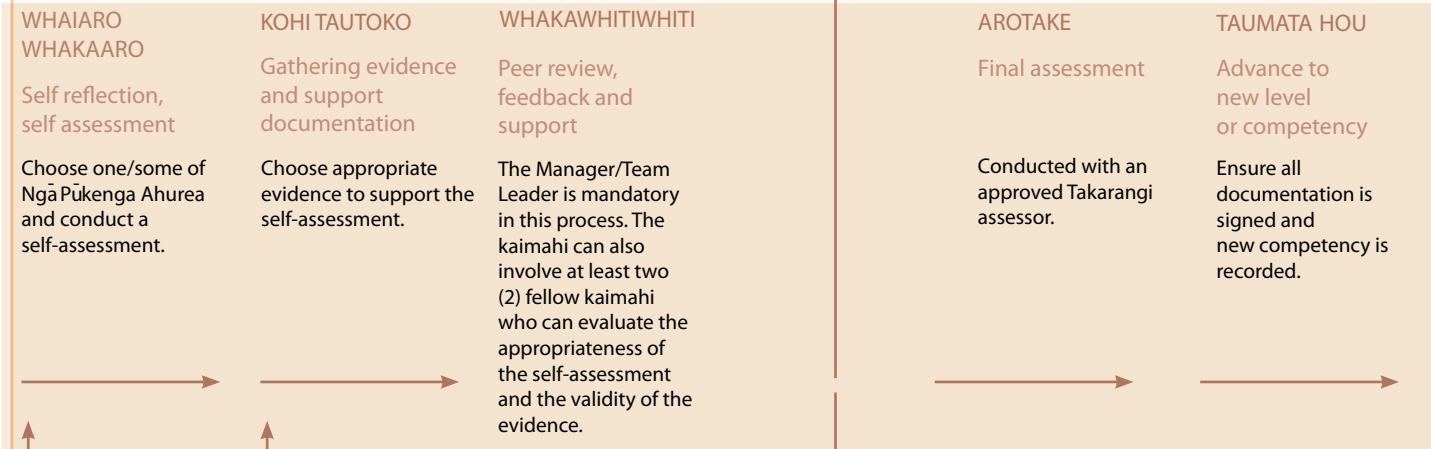 WHAIARO
WHAKAARO
Self reflection,
self assessment
Choose one/some of
Ngā Pūkenga Ahurea
and conduct a
self-assessment.
KOHI TAUTOKO
Gathering evidence
and support
documentation
Choose appropriate
evidence to support the
self-assessment.
WHAKAWHITIWHITI
Peer review,
feedback and
support
The Manager/Team
Leader is mandatory
in this process. The
kaimahi can also
involve at least two
(2) fellow kaimahi
who can evaluate the
appropriateness of
the self-assessment
and the validity of the
evidence.
AROTAKE
Final assessment
Conducted with an
approved Takarangi
assessor.
TAUMATA HOU
Advance to
new level
or competency
Ensure all
documentation is
signed and
new competency is
recorded.